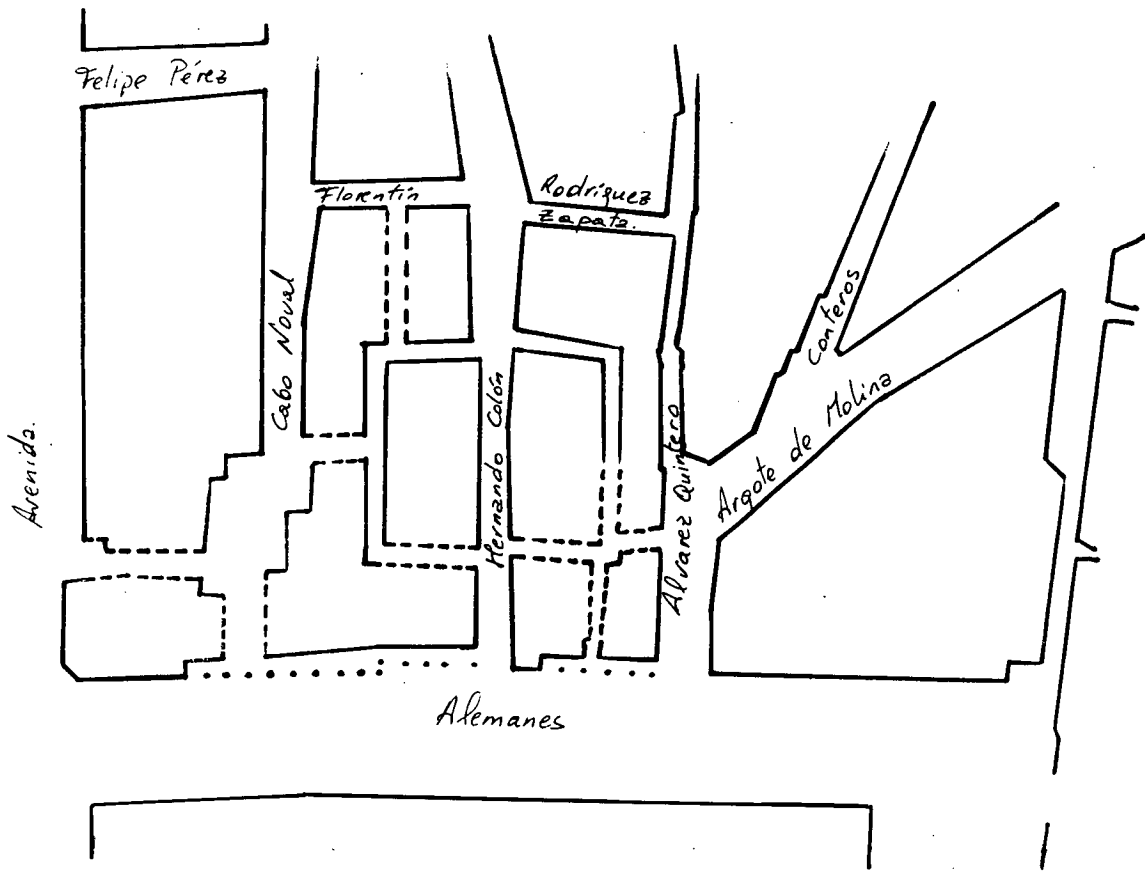 Felipe Pérez
Florentín
Rodríguez
Zapata.
Cabo Noval
Conteros
Hernando Colón
Argote de Molina
Avenida.
Alvarez Quintero
Alemanes